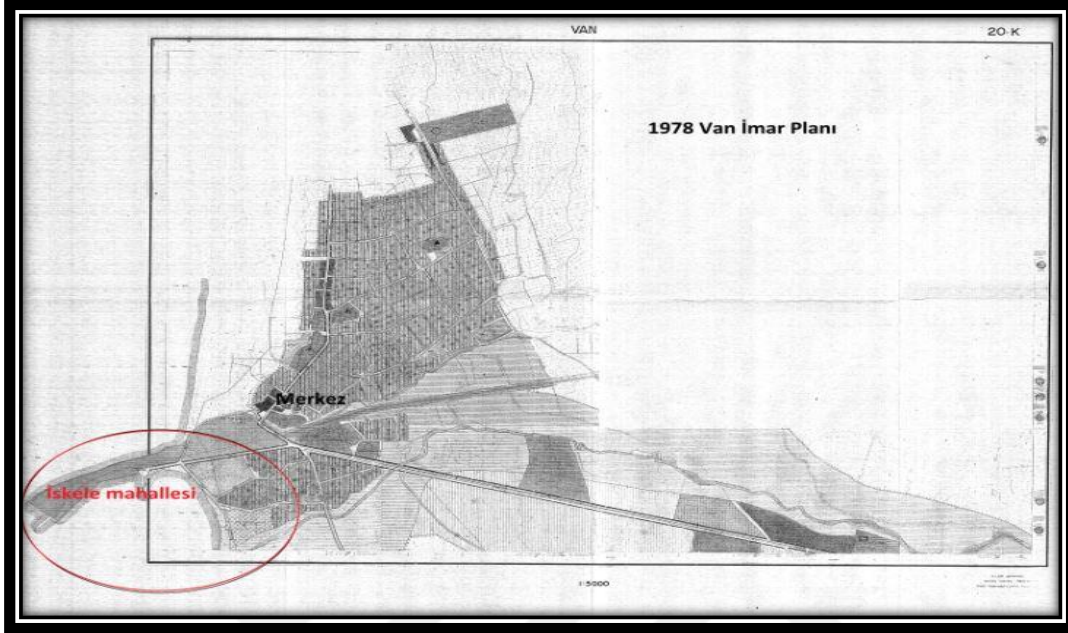 VAN
20-K
1978 Van İmar Planı
Merkez
İskele mahallesi
1:5000